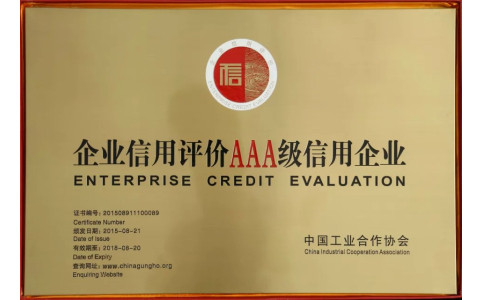 信
企业信用评价AAA级信用企业
ENTERPRISE CREDIT EVALUATION
证书编号：201508911100089
Certificate Number
颁发日期：2015-08-21
Date of Issue
有效期至：2018-08-20
Date of Expiry
查询网址：www.chinagungho.org
Enquiring Website
中国工业合作协会
China Industrial Cooperation Association